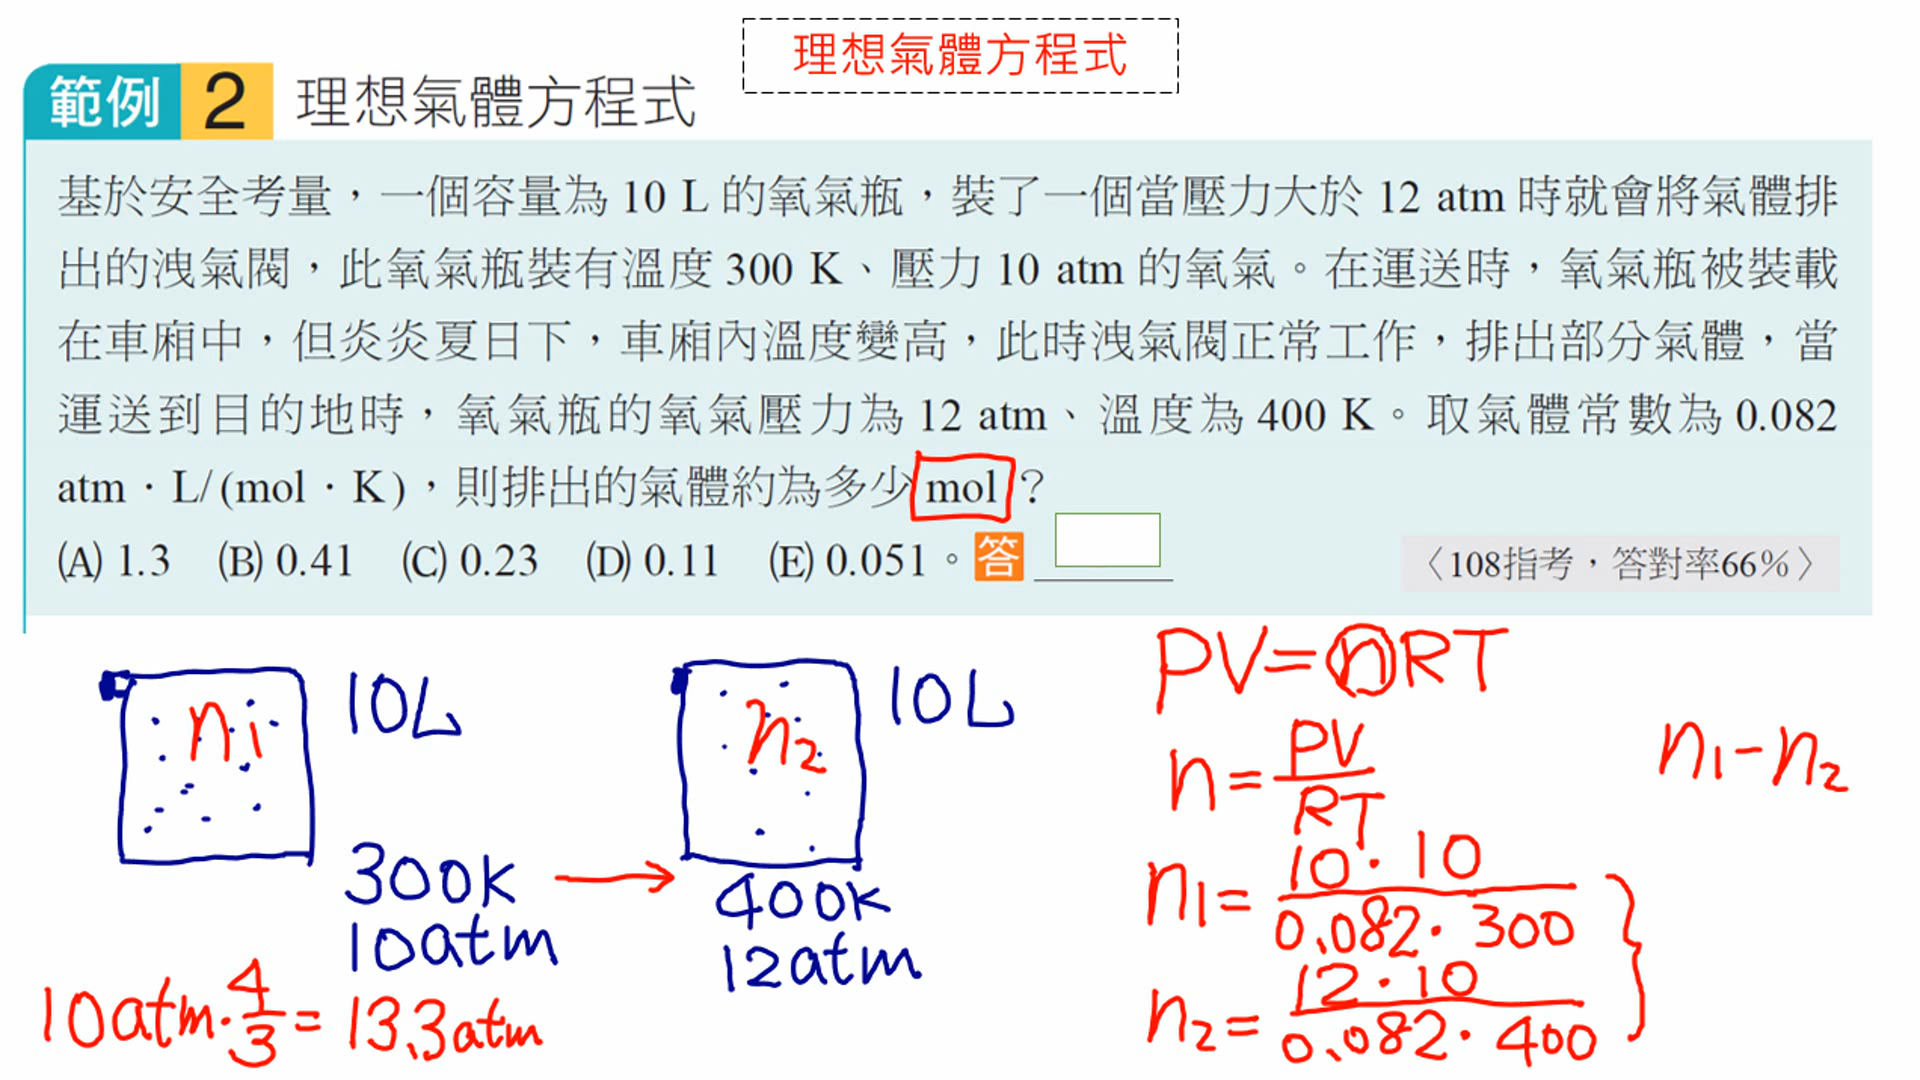 理想氣體方程式
範例 2 理想氣體方程式
基於安全考量，一個容量為 10 L 的氧氣瓶，裝了一個當壓力大於 12 atm 時就會將氣體排
出的洩氣閥，此氧氣瓶裝有溫度 300 K、壓力 10 atm 的氧氣。在運送時，氧氣瓶被裝載
在車廂中，但炎炎夏日下，車廂內溫度變高，此時洩氣閥正常工作，排出部分氣體，當
運送到目的地時，氧氣瓶的氧氣壓力為 12 atm、溫度為 400 K。取氣體常數為 0.082
atm．L/(mol．K)，則排出的氣體約為多少 mol？
(A) 1.3 (B) 0.41 (C) 0.23 (D) 0.11 (E) 0.051。答
〈108指考，答對率66%〉
n1 10L
300K
10atm
10atm·4/3=13.3atm
n2 10L
400K
12atm
PV=nRT
n=PV/RT
n1-n2
n1=10·10/0.082·300
n2=12·10/0.082·400